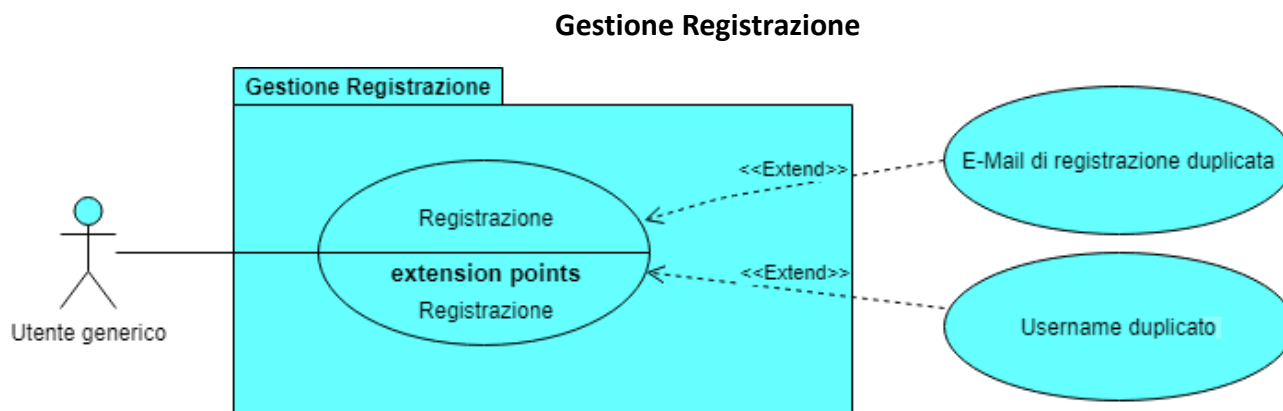 Gestione Registrazione
Gestione Registrazione
<<Extend>>
E-Mail di registrazione duplicata
Registrazione
extension points
Registrazione
<<Extend>>
Username duplicato
Utente generico